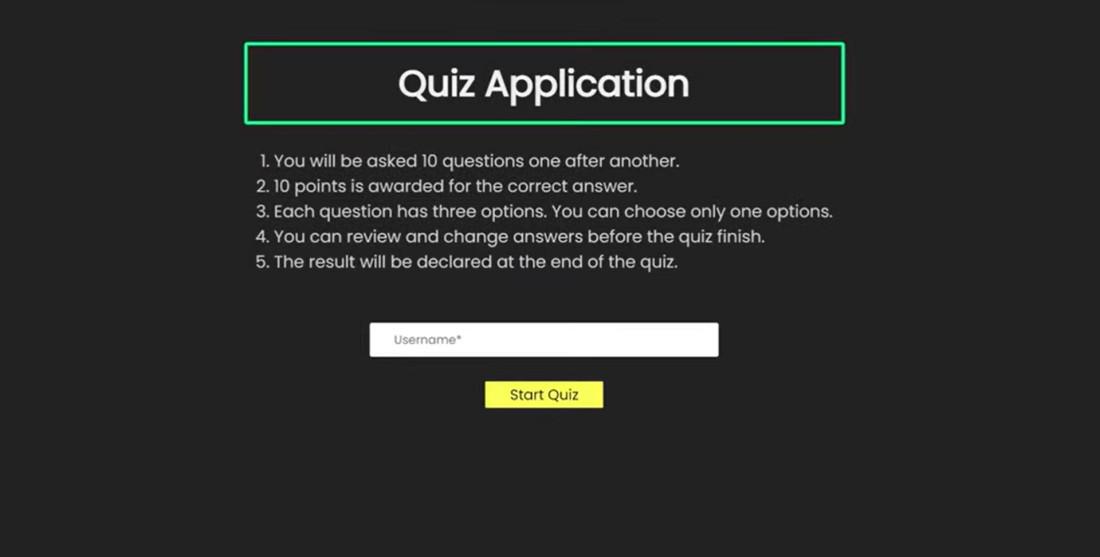 Quiz Application
1. You will be asked 10 questions one after another.
2. 10 points is awarded for the correct answer.
3. Each question has three options. You can choose only one options.
4. You can review and change answers before the quiz finish.
5. The result will be declared at the end of the quiz.
Username*
Start Quiz